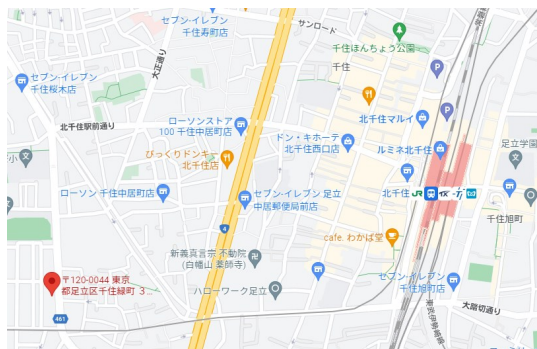 セブン-イレブン
千住寿町店
サンロード
千住ほんちょう公園
千住
大正通り
セブン-イレブン
千住桜木店
P
P
北千住駅前通り
ローソンストア
100 千住中居町店
北千住マルイ
ドン・キホーテ
北千住西口店
ルミネ北千住
足立学園
小
びっくりドンキー
北千住店
ローソン 千住中居町店
セブン-イレブン 足立
中居郵便局前店
北千住
JR
千住旭町
4
cafe. わかば堂
新義真言宗 不動院
(白幡山 薬師寺)
〒120-0044 東京
都足立区千住緑町 3...
ハローワーク足立
セブン-イレブン
千住旭町店
大踏切通り
461